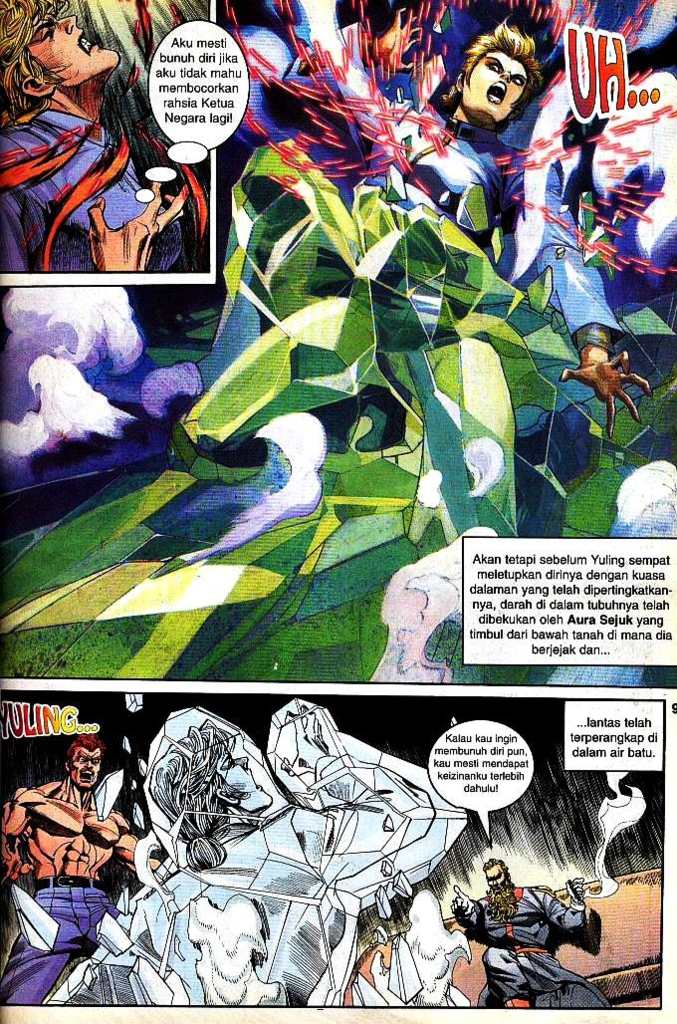 Aku mesti
bunuh diri jika
aku tidak mahu
membocorkan
rahsia Ketua
Negara lagi!
UH...
Akan tetapi sebelum Yuling sempat
meletupkan dirinya dengan kuasa
dalaman yang telah dipertingkatkan-
nya, darah di dalam tubuhnya telah
dibekukan oleh Aura Sejuk yang
timbul dari bawah tanah di mana dia
berjejak dan...
YULING...
Kalau kau ingin
membunuh diri pun,
kau mesti mendapat
keizinanku terlebih
dahulu!
...lantas telah
terperangkap di
dalam air batu.
9